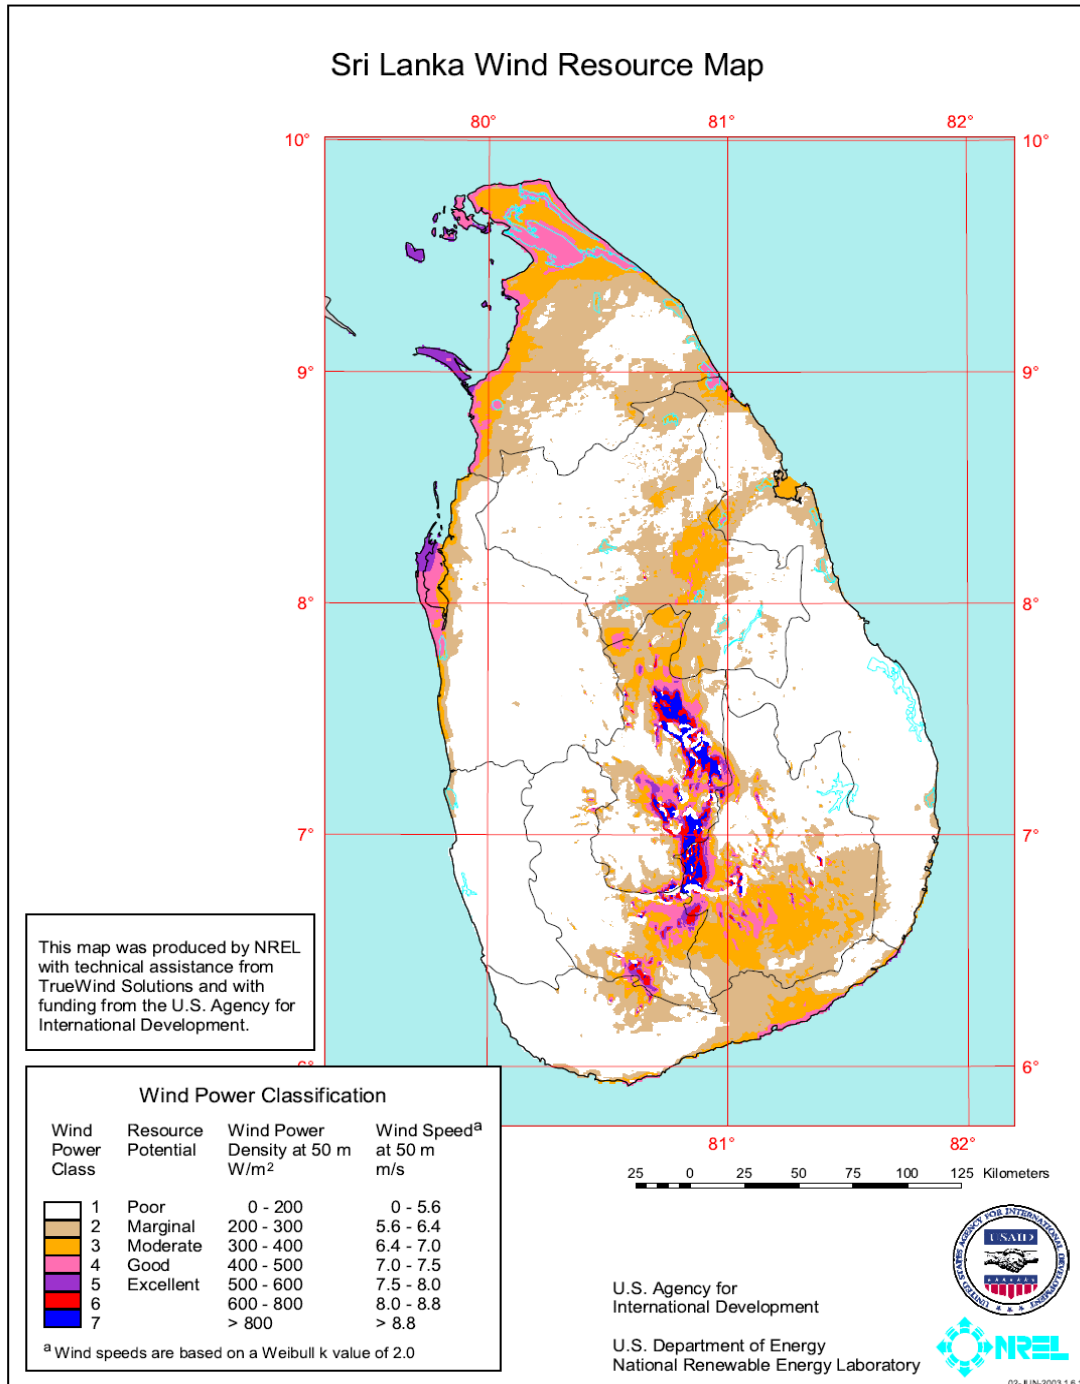 Sri Lanka Wind Resource Map
80° 81° 82°
10° 10°
9° 9°
8° 8°
7° 7°
6° 6°
81° 82°
This map was produced by NREL
with technical assistance from
TrueWind Solutions and with
funding from the U.S. Agency for
International Development.
Wind Power Classification
Wind Resource Wind Power Wind Speedᵃ
Power Potential Density at 50 m at 50 m
Class W/m² m/s
1 Poor 0 - 200 0 - 5.6
2 Marginal 200 - 300 5.6 - 6.4
3 Moderate 300 - 400 6.4 - 7.0
4 Good 400 - 500 7.0 - 7.5
5 Excellent 500 - 600 7.5 - 8.0
6 600 - 800 8.0 - 8.8
7 > 800 > 8.8
ᵃ Wind speeds are based on a Weibull k value of 2.0
25 0 25 50 75 100 125 Kilometers
UNITED STATES AGENCY FOR INTERNATIONAL DEVELOPMENT
USAID
U.S. Agency for
International Development
U.S. Department of Energy
National Renewable Energy Laboratory
NREL